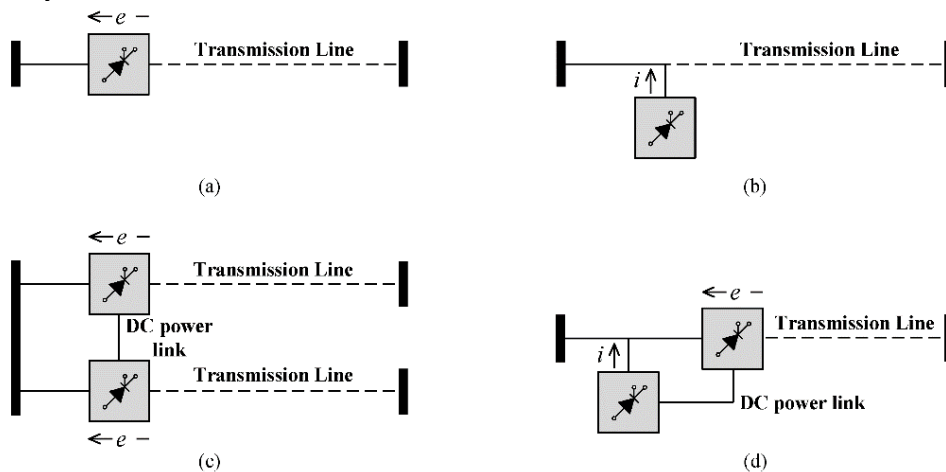 ← e −
Transmission Line
(a)
Transmission Line
i ↑
(b)
← e −
Transmission Line
DC power
link
Transmission Line
← e −
(c)
← e −
Transmission Line
i ↑
DC power link
(d)